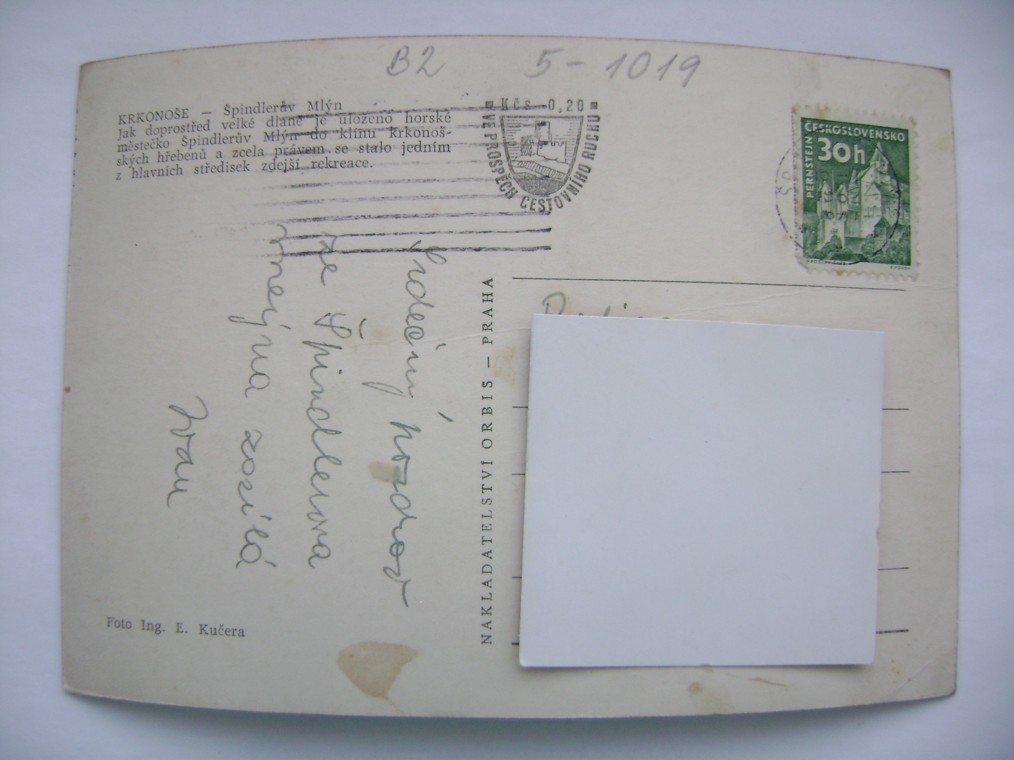 B2 5-1019
KRKONOŠE — Špindlerův Mlýn
Jak doprostřed velké dlaně je uloženo horské
městečko Špindlerův Mlýn do klínu krkonoš-
ských hřebenů a zcela právem se stalo jedním
z hlavních středisek zdejší rekreace.
Kčs 0,20
VE PROSPĚCH CESTOVNÍHO RUCHU
ČESKOSLOVENSKO
30h
PERNŠTEJN
Srdečný pozdrav
ze Špindlerova
mlýna zasílá
Ivan
NAKLADATELSTVÍ ORBIS — PRAHA
Foto Ing. E. Kučera